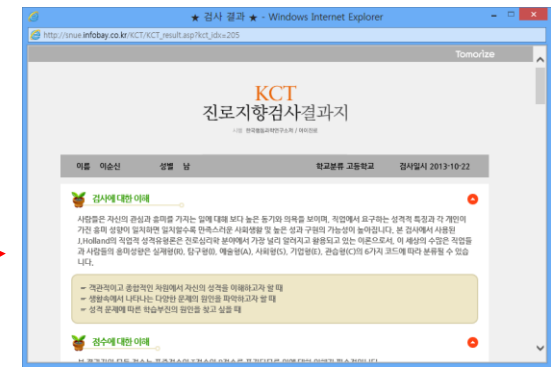 ★ 검사 결과 ★ - Windows Internet Explorer
http://snue.infobay.co.kr/KCT/KCT_result.asp?kct_idx=205
Tomorize
KCT
진로지향검사결과지
이름 이순신 성별 남 학교분류 고등학교 검사일시 2013-10-22
검사에 대한 이해
사람들은 자신의 관심과 흥미를 가지는 일에 대해 보다 높은 동기와 의욕을 보이며, 직업에서 요구하는 성격적 특징과 각 개인이
가진 흥미 성향이 일치하면 일치할수록 만족스러운 사회생활 및 높은 성과 구현의 가능성이 높아집니다. 본 검사에서 사용된
J.Holland의 직업적 성격유형론은 진로심리학 분야에서 가장 널리 알려지고 활용되고 있는 이론으로서, 이 세상의 수많은 직업들
과 사람들의 흥미성향은 실재형(R), 탐구형(I), 예술형(A), 사회형(S), 기업형(E), 관습형(C)의 6가지 코드에 따라 분류될 수 있습
니다.
객관적이고 종합적인 차원에서 자신의 성격을 이해하고자 할 때
생활속에서 나타나는 다양한 문제의 원인을 파악하고자 할 때
성격 문제에 따른 학습부진의 원인을 찾고 싶을 때
점수에 대한 이해